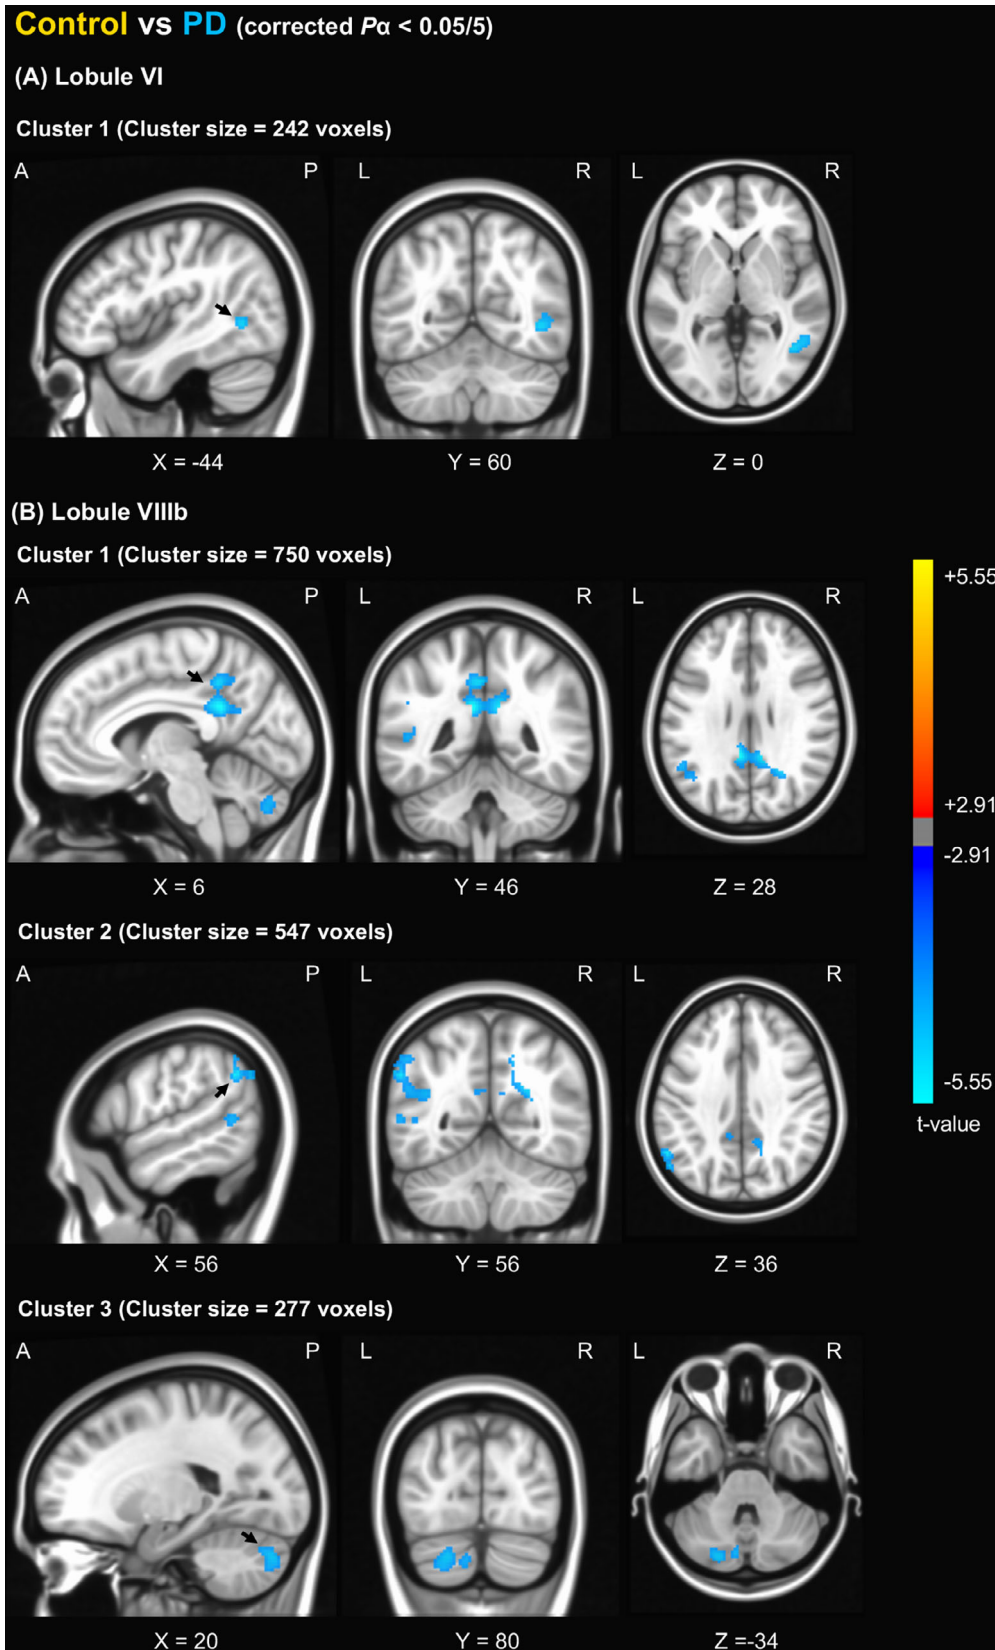 Control vs PD (corrected Pα < 0.05/5)
(A) Lobule VI
Cluster 1 (Cluster size = 242 voxels)
A P L R L R
X = -44 Y = 60 Z = 0
(B) Lobule VIIIb
Cluster 1 (Cluster size = 750 voxels)
A P L R L R
X = 6 Y = 46 Z = 28
Cluster 2 (Cluster size = 547 voxels)
A P L R L R
X = 56 Y = 56 Z = 36
Cluster 3 (Cluster size = 277 voxels)
A P L R L R
X = 20 Y = 80 Z =-34
+5.55
+2.91
-2.91
-5.55
t-value